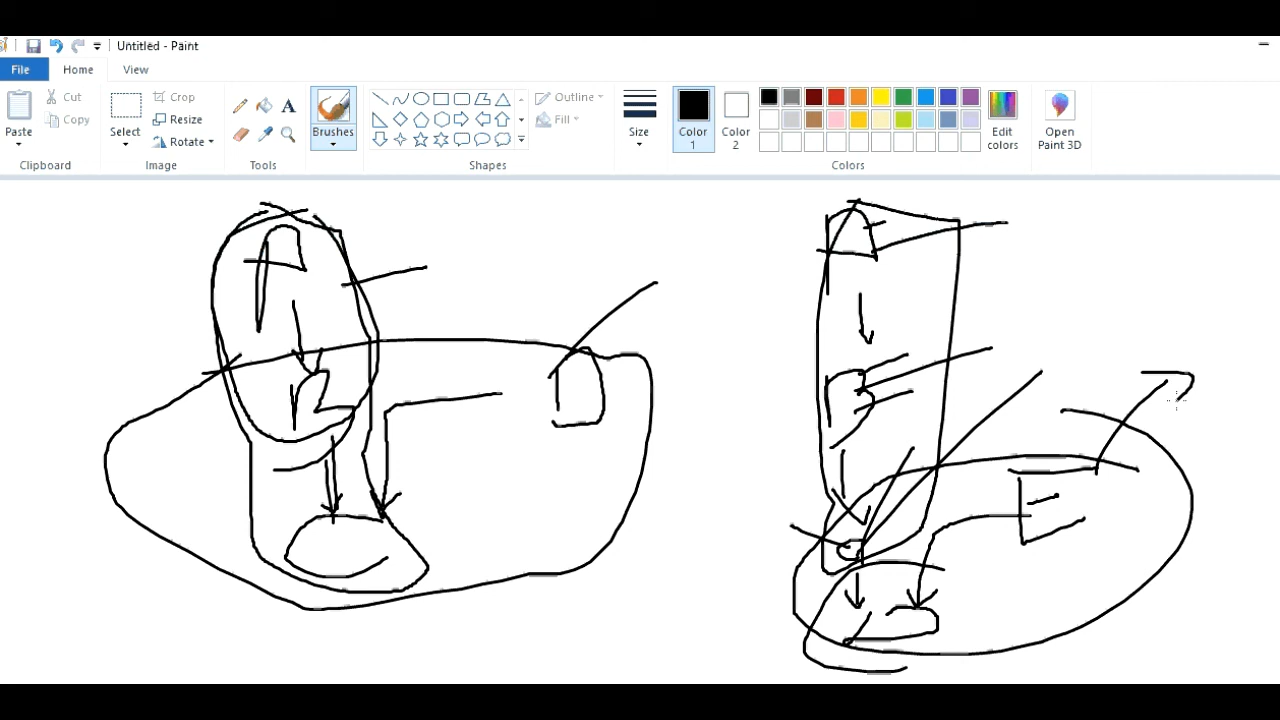 Untitled - Paint
File Home View
Paste Cut Copy Select Crop Resize Rotate Brushes Outline Fill Size Color 1 Color 2 Edit colors Open Paint 3D
Clipboard Image Tools Shapes Colors
A
E